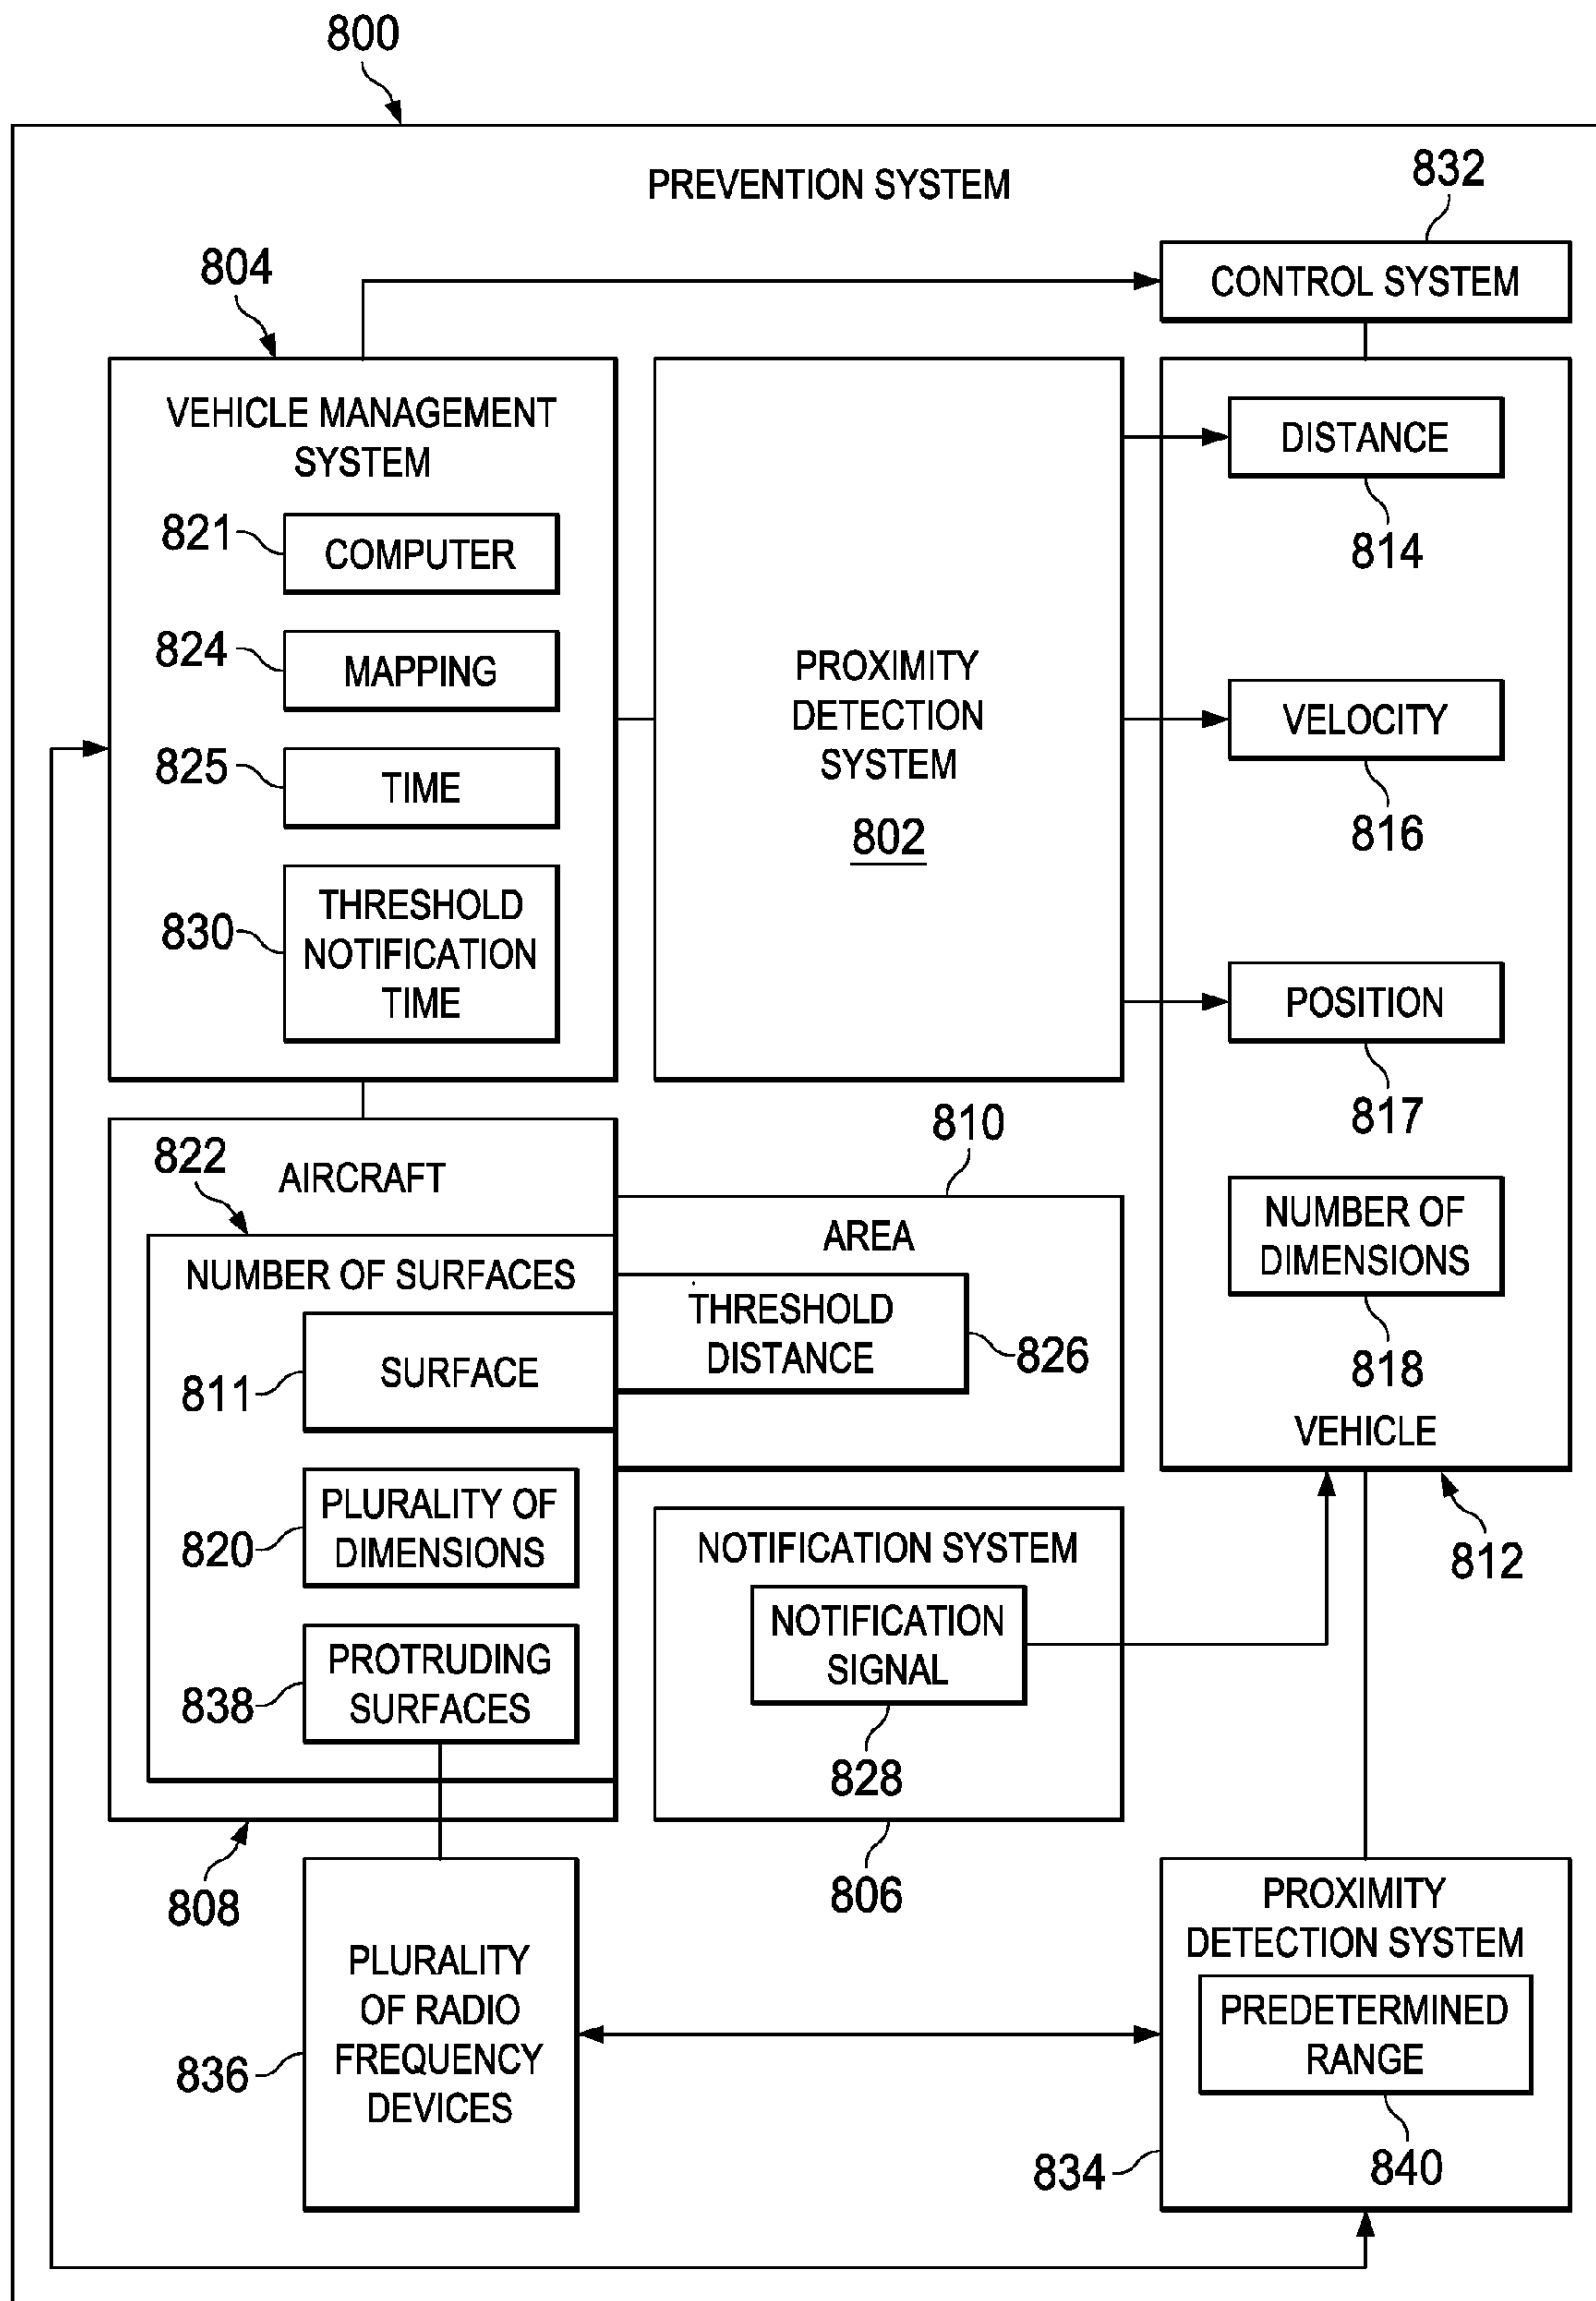 800
PREVENTION SYSTEM
832
CONTROL SYSTEM
804
VEHICLE MANAGEMENT
SYSTEM
821
COMPUTER
824
MAPPING
825
TIME
830
THRESHOLD
NOTIFICATION
TIME
PROXIMITY
DETECTION
SYSTEM
802
DISTANCE
814
VELOCITY
816
POSITION
817
NUMBER OF
DIMENSIONS
818
VEHICLE
812
822
AIRCRAFT
NUMBER OF SURFACES
811
SURFACE
820
PLURALITY OF
DIMENSIONS
838
PROTRUDING
SURFACES
808
810
AREA
THRESHOLD
DISTANCE
826
NOTIFICATION SYSTEM
NOTIFICATION
SIGNAL
828
806
836
PLURALITY
OF RADIO
FREQUENCY
DEVICES
PROXIMITY
DETECTION SYSTEM
PREDETERMINED
RANGE
834
840